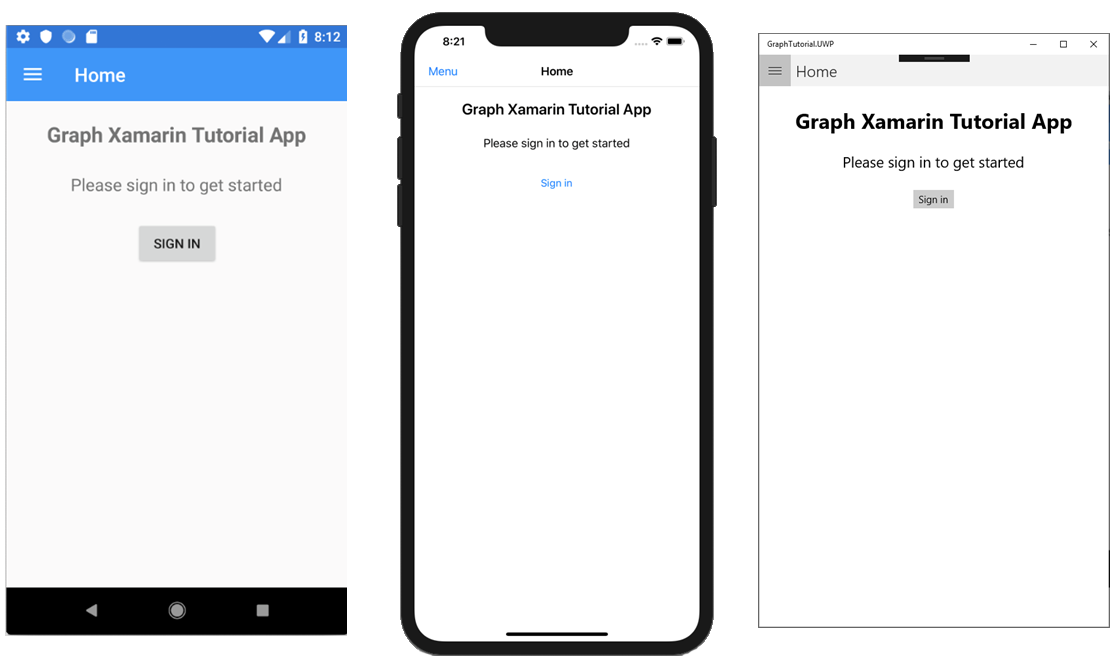 8:12
Home
Graph Xamarin Tutorial App
Please sign in to get started
SIGN IN
8:21
Menu Home
Graph Xamarin Tutorial App
Please sign in to get started
Sign in
GraphTutorial.UWP
Home
Graph Xamarin Tutorial App
Please sign in to get started
Sign in